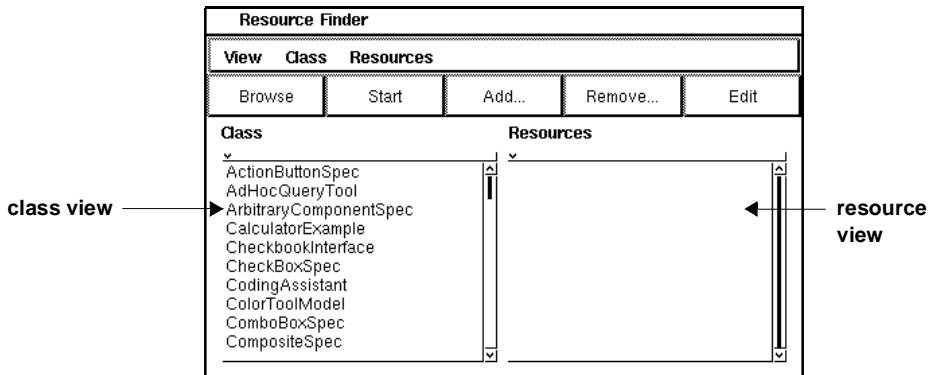 Resource Finder
View Class Resources
Browse Start Add... Remove... Edit
Class Resources
ActionButtonSpec
AdHocQueryTool
class view ArbitraryComponentSpec resource
view
CalculatorExample
CheckbookInterface
CheckBoxSpec
CodingAssistant
ColorToolModel
ComboBoxSpec
CompositeSpec